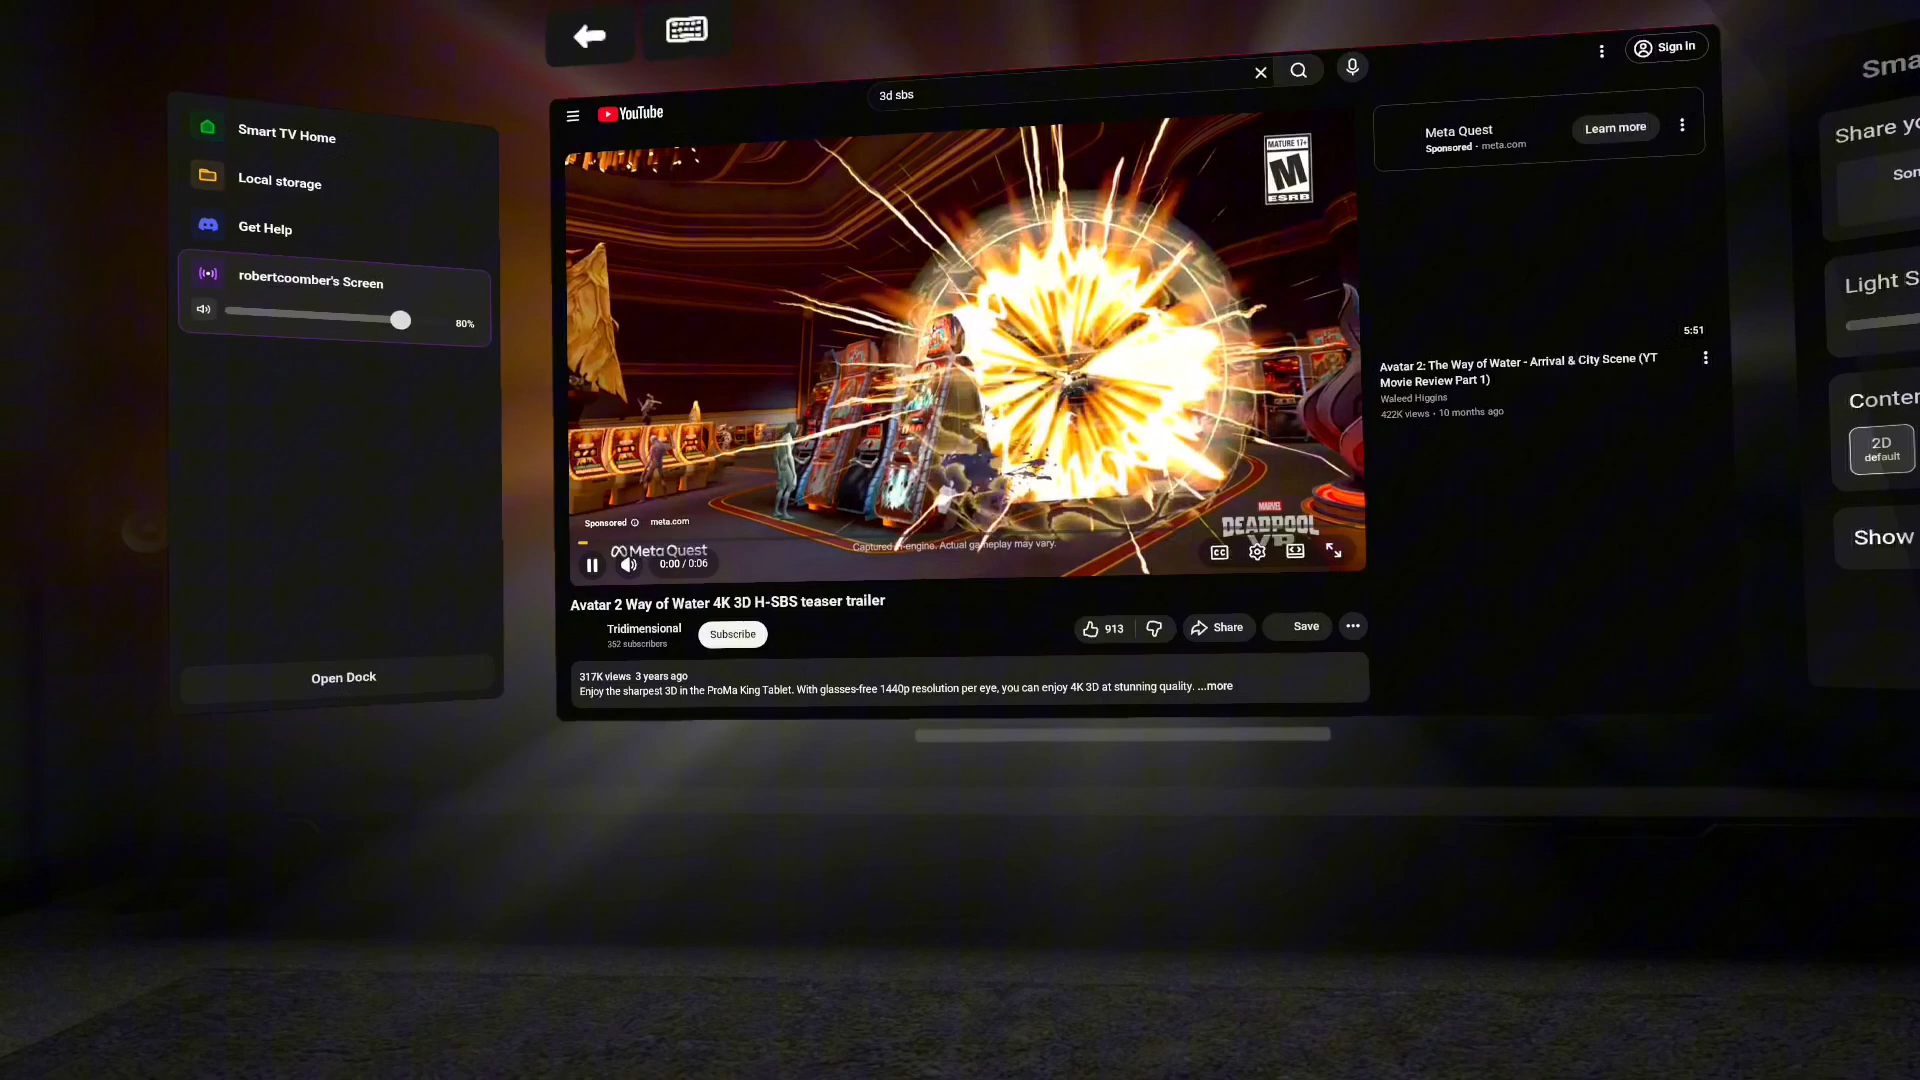 Smart TV Home
Local storage
Get Help
robertcoomber's Screen
80%
Open Dock
YouTube
3d sbs
Sign In
MATURE 17+
M
ESRB
Sponsored
meta.com
Meta Quest
0:00 / 0:06
Captured in-engine. Actual gameplay may vary.
MARVEL
DEADPOOL
VR
CC
Avatar 2 Way of Water 4K 3D H-SBS teaser trailer
Tridimensional
352 subscribers
Subscribe
913
Share
Save
317K views 3 years ago
Enjoy the sharpest 3D in the ProMa King Tablet. With glasses-free 1440p resolution per eye, you can enjoy 4K 3D at stunning quality. ...more
Meta Quest
Sponsored · meta.com
Learn more
5:51
Avatar 2: The Way of Water - Arrival & City Scene (YT
Movie Review Part 1)
Waleed Higgins
422K views · 10 months ago
Sma
Share yo
Light S
Conten
2D
default
Show